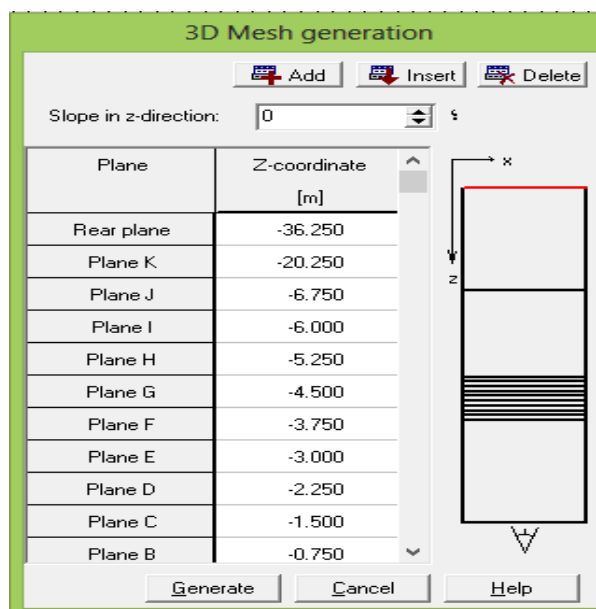 3D Mesh generation
Add Insert Delete
Slope in z-direction: 0
Plane Z-coordinate
[m]
Rear plane -36.250
Plane K -20.250
Plane J -6.750
Plane I -6.000
Plane H -5.250
Plane G -4.500
Plane F -3.750
Plane E -3.000
Plane D -2.250
Plane C -1.500
Plane B -0.750
x
z
Generate Cancel Help